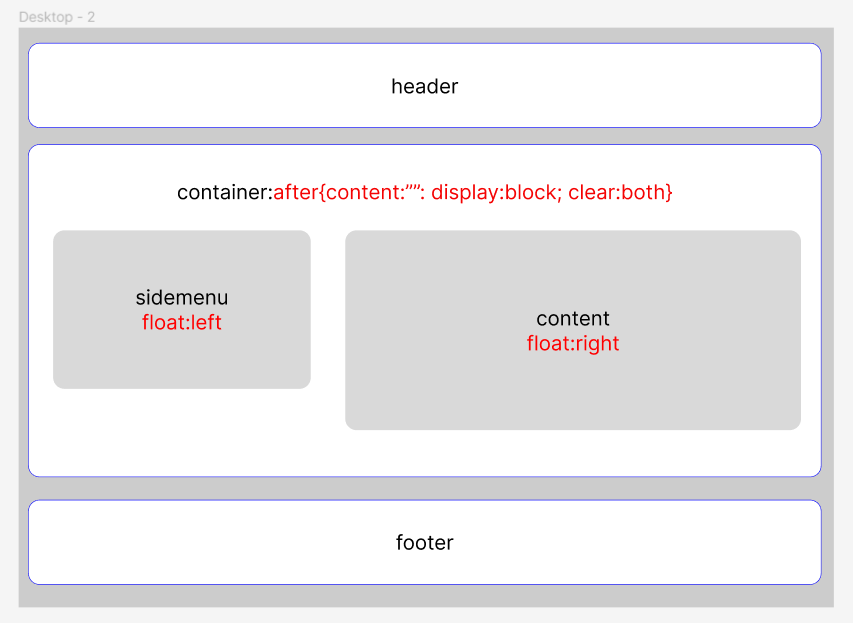 Desktop - 2
header
container:after{content:””: display:block; clear:both}
sidemenu
float:left
content
float:right
footer